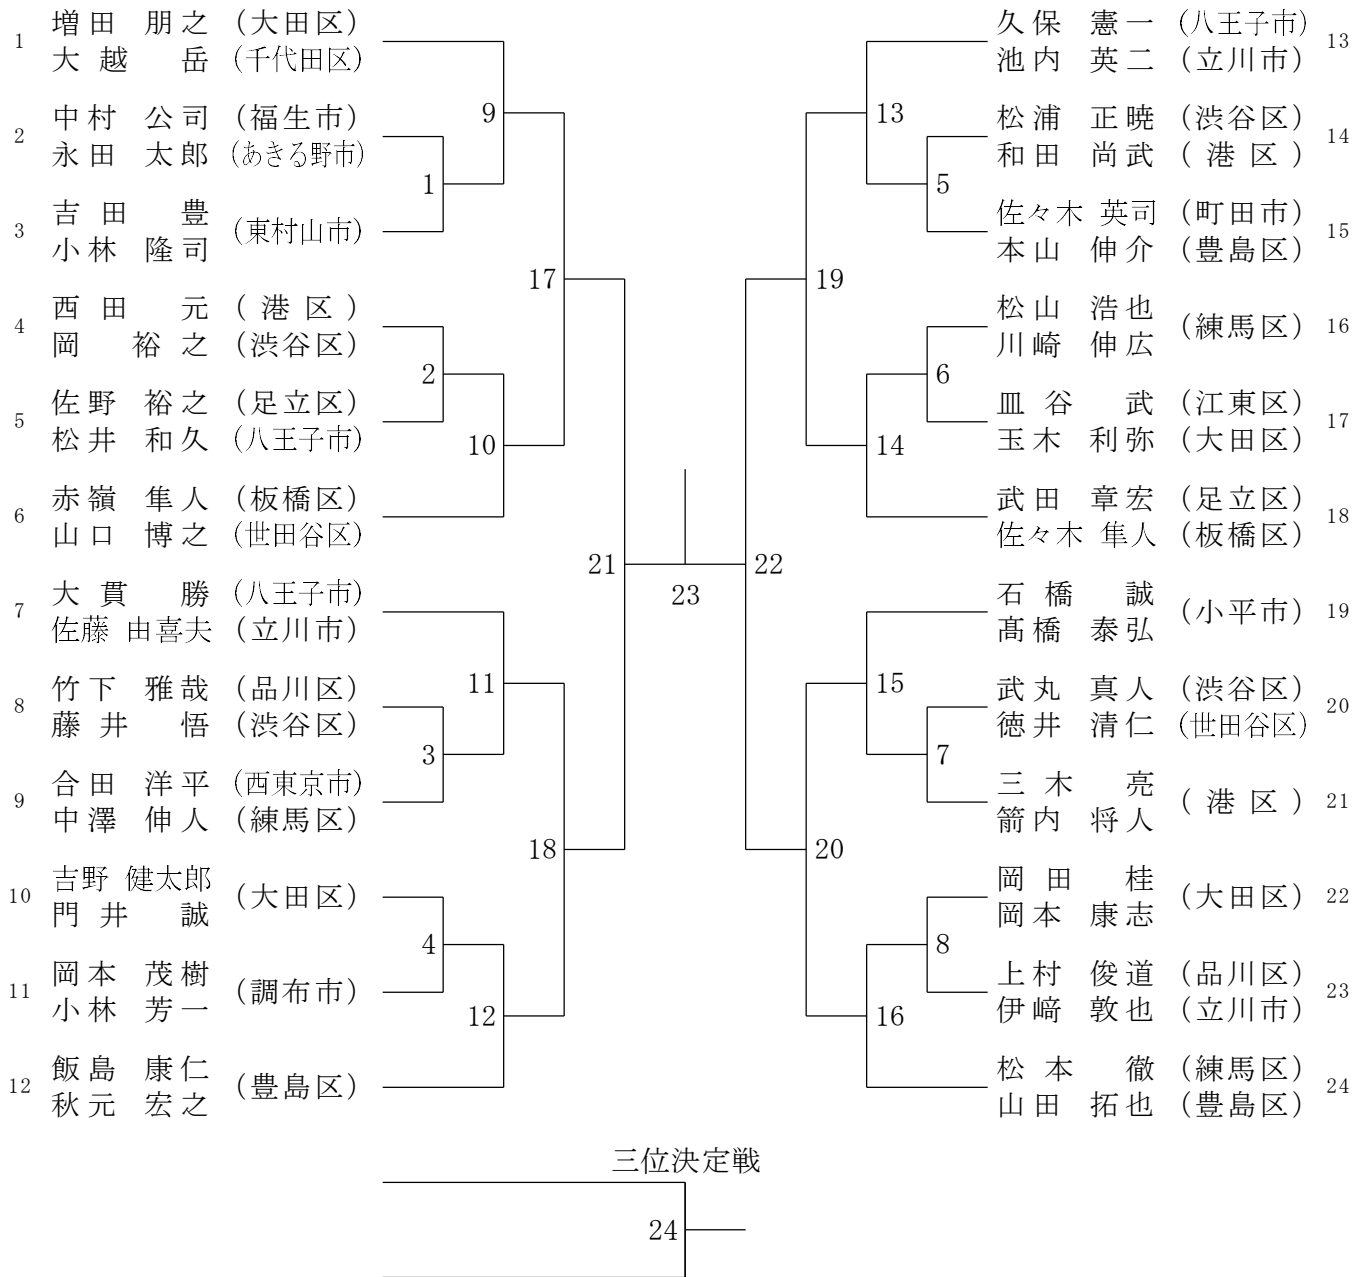 1 増田 朋之 (大田区)
大越 岳 (千代田区)
2 中村 公司 (福生市)
永田 太郎 (あきる野市)
3 吉田 豊 (東村山市)
小林 隆司
4 西田 元 (港区)
岡 裕之 (渋谷区)
5 佐野 裕之 (足立区)
松井 和久 (八王子市)
6 赤嶺 隼人 (板橋区)
山口 博之 (世田谷区)
7 大貫 勝 (八王子市)
佐藤 由喜夫 (立川市)
8 竹下 雅哉 (品川区)
藤井 悟 (渋谷区)
9 合田 洋平 (西東京市)
中澤 伸人 (練馬区)
10 吉野 健太郎 (大田区)
門井 誠
11 岡本 茂樹 (調布市)
小林 芳一
12 飯島 康仁 (豊島区)
秋元 宏之
1
2
3
4
9
10
11
12
17
18
21
23
22
19
20
13
14
15
16
5
6
7
8
久保 憲一 (八王子市) 13
池内 英二 (立川市)
松浦 正暁 (渋谷区) 14
和田 尚武 (港区)
佐々木 英司 (町田市) 15
本山 伸介 (豊島区)
松山 浩也 (練馬区) 16
川崎 伸広
皿谷 武 (江東区) 17
玉木 利弥 (大田区)
武田 章宏 (足立区) 18
佐々木 隼人 (板橋区)
石橋 誠 (小平市) 19
髙橋 泰弘
武丸 真人 (渋谷区) 20
徳井 清仁 (世田谷区)
三木 亮 (港区) 21
箭内 将人
岡田 桂 (大田区) 22
岡本 康志
上村 俊道 (品川区) 23
伊﨑 敦也 (立川市)
松本 徹 (練馬区) 24
山田 拓也 (豊島区)
三位決定戦
24